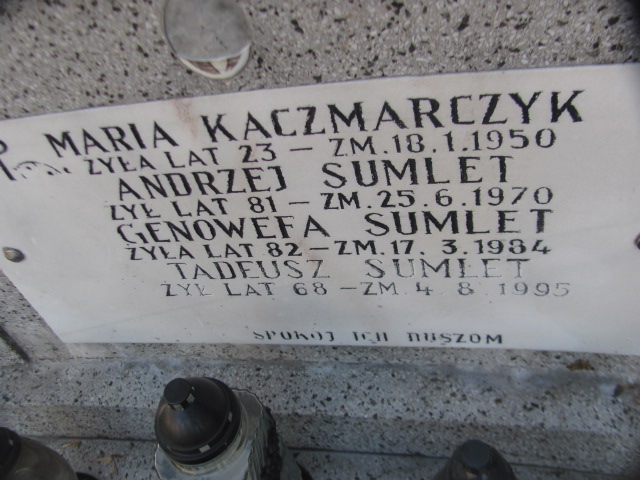 MARIA KACZMARCZYK
ŻYŁA LAT 23 – ZM. 18.1.1950
ANDRZEJ SUMLET
ŻYŁ LAT 81 – ZM. 25.6.1970
GENOWEFA SUMLET
ŻYŁA LAT 82 – ZM. 17. 3.1984
TADEUSZ SUMLET
ŻYŁ LAT 68 – ZM. 4 8 1995
SPOKÓJ ICH DUSZOM